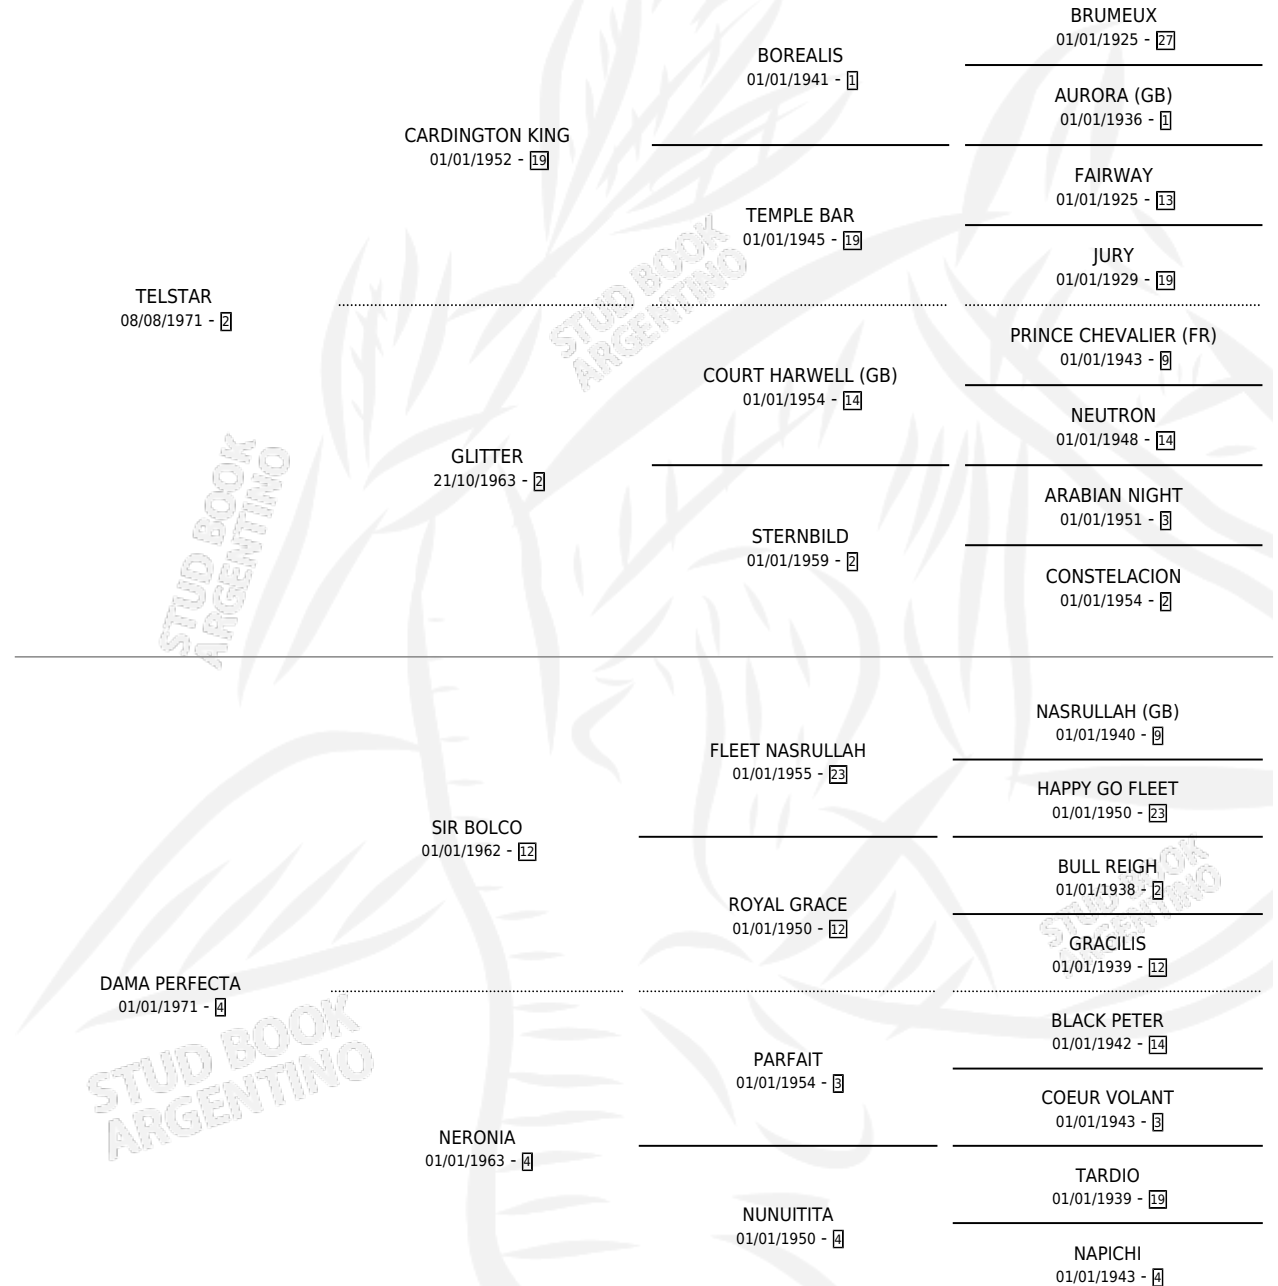 BRUMEUX
01/01/1925 - 27
BOREALIS
01/01/1941 - 1
AURORA (GB)
01/01/1936 - 1
CARDINGTON KING
01/01/1952 - 19
FAIRWAY
01/01/1925 - 13
TEMPLE BAR
01/01/1945 - 19
JURY
01/01/1929 - 19
TELSTAR
08/08/1971 - 2
STUD BOOK
ARGENTINO
PRINCE CHEVALIER (FR)
01/01/1943 - 9
COURT HARWELL (GB)
01/01/1954 - 14
NEUTRON
01/01/1948 - 14
GLITTER
21/10/1963 - 2
ARABIAN NIGHT
01/01/1951 - 3
STERNBILD
01/01/1959 - 2
CONSTELACION
01/01/1954 - 2
STUD BOOK
ARGENTINO
NASRULLAH (GB)
01/01/1940 - 9
FLEET NASRULLAH
01/01/1955 - 23
HAPPY GO FLEET
01/01/1950 - 23
SIR BOLCO
01/01/1962 - 12
BULL REIGH
01/01/1938 - 2
ROYAL GRACE
01/01/1950 - 12
STUD BOOK
ARGENTINO
GRACILIS
01/01/1939 - 12
DAMA PERFECTA
01/01/1971 - 4
STUD BOOK
ARGENTINO
BLACK PETER
01/01/1942 - 14
PARFAIT
01/01/1954 - 3
COEUR VOLANT
01/01/1943 - 3
NERONIA
01/01/1963 - 4
TARDIO
01/01/1939 - 19
NUNUITITA
01/01/1950 - 4
NAPICHI
01/01/1943 - 4